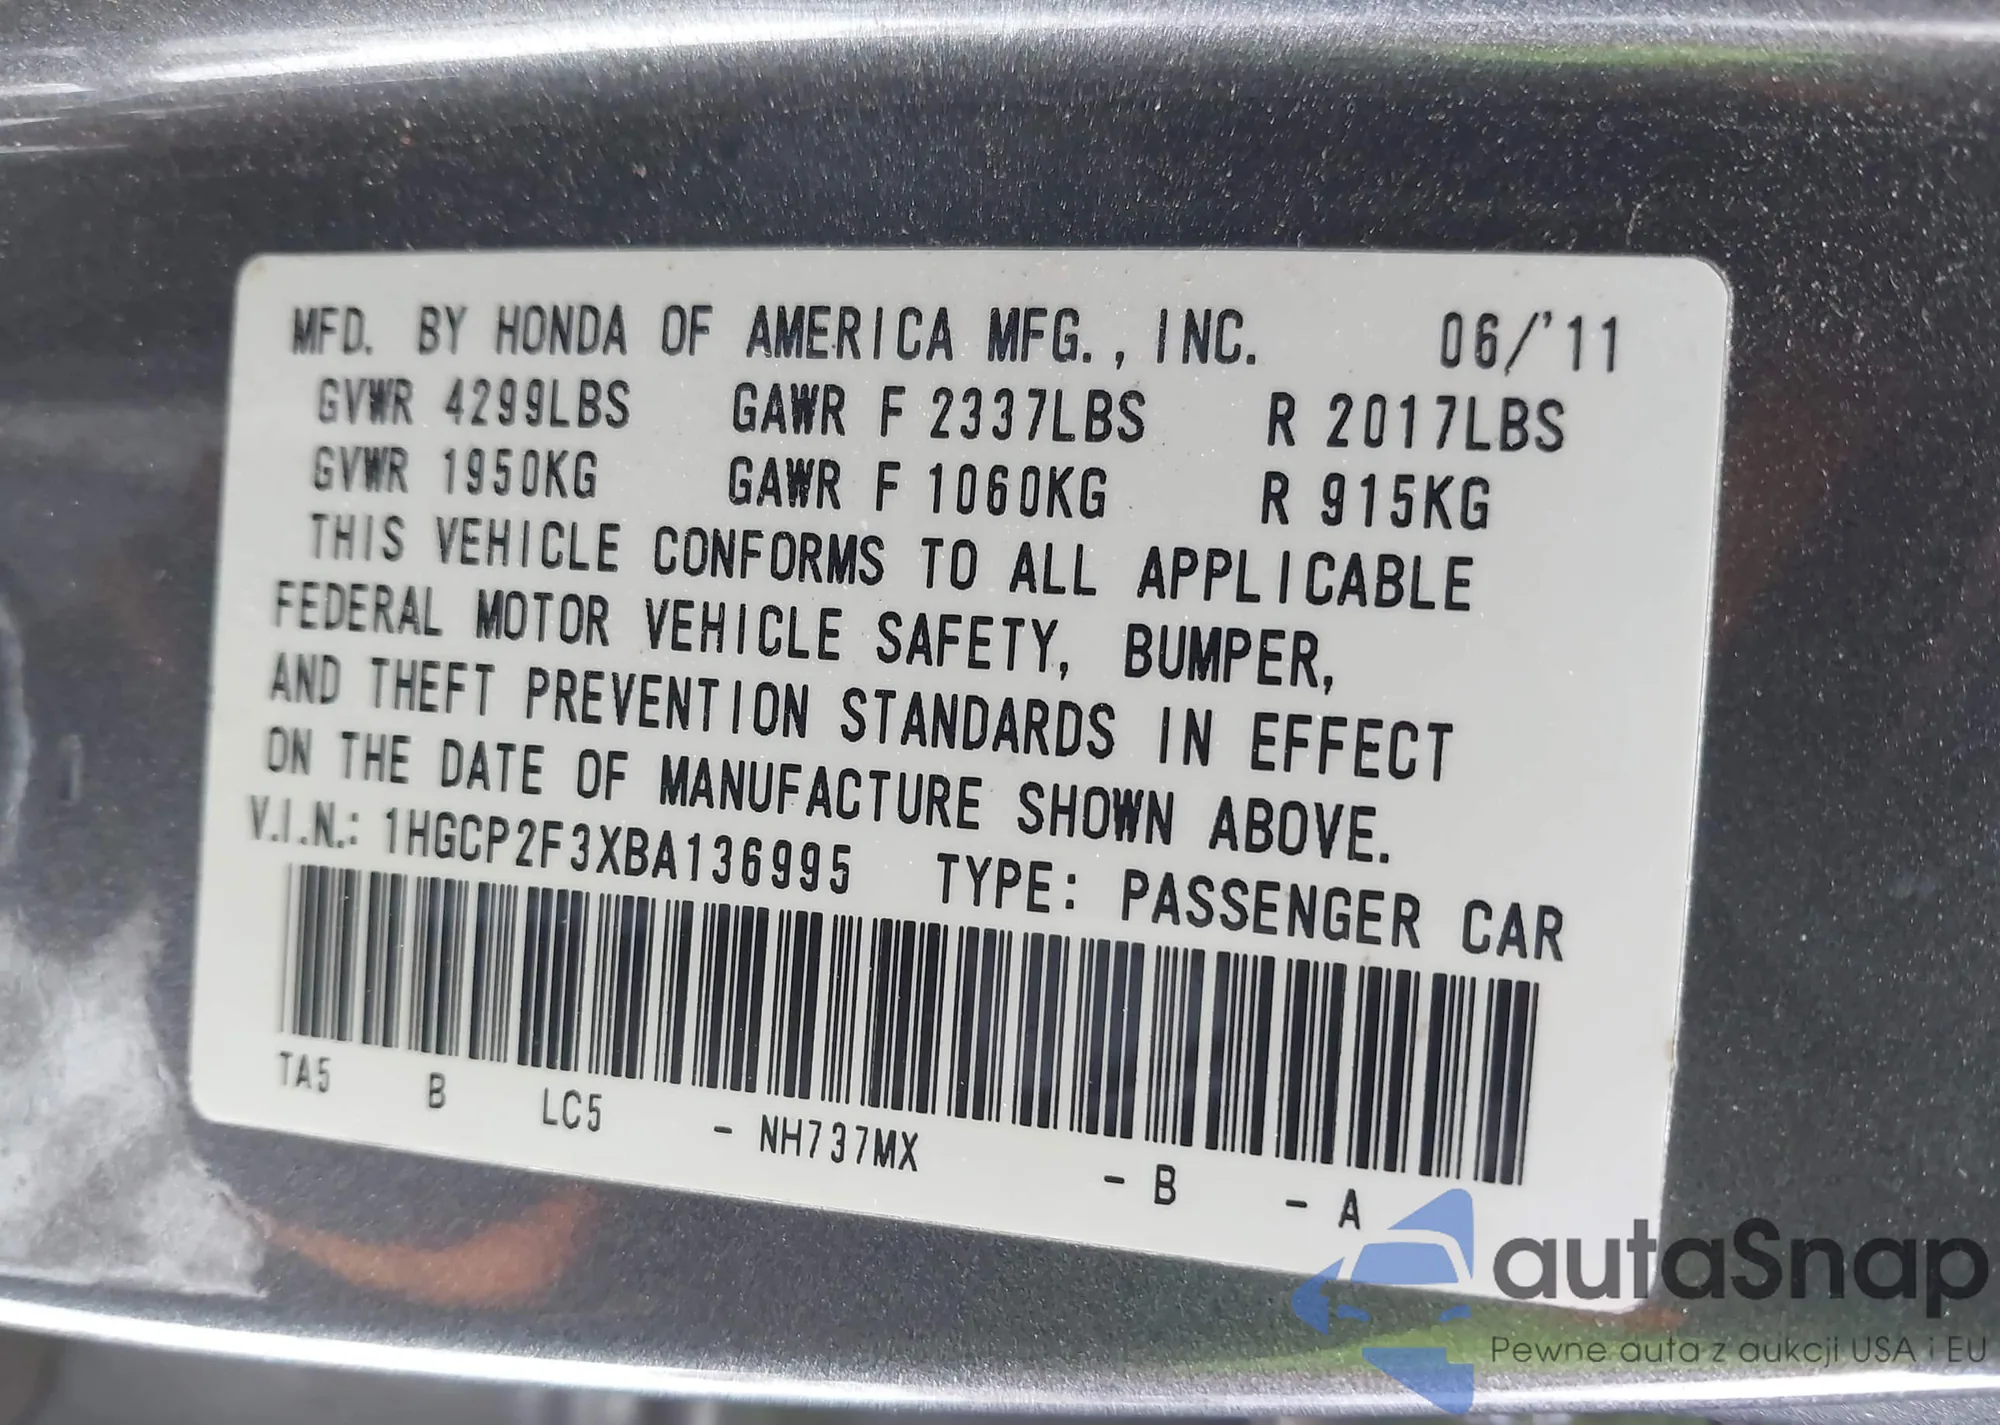 MFD. BY HONDA OF AMERICA MFG., INC. 06/'11
GVWR 4299LBS GAWR F 2337LBS R 2017LBS
GVWR 1950KG GAWR F 1060KG R 915KG
THIS VEHICLE CONFORMS TO ALL APPLICABLE
FEDERAL MOTOR VEHICLE SAFETY, BUMPER,
AND THEFT PREVENTION STANDARDS IN EFFECT
ON THE DATE OF MANUFACTURE SHOWN ABOVE.
V.I.N.: 1HGCP2F3XBA136995 TYPE: PASSENGER CAR
TA5 B LC5 - NH737MX - B - A
autaSnap
Pewne auta z aukcji USA i EU